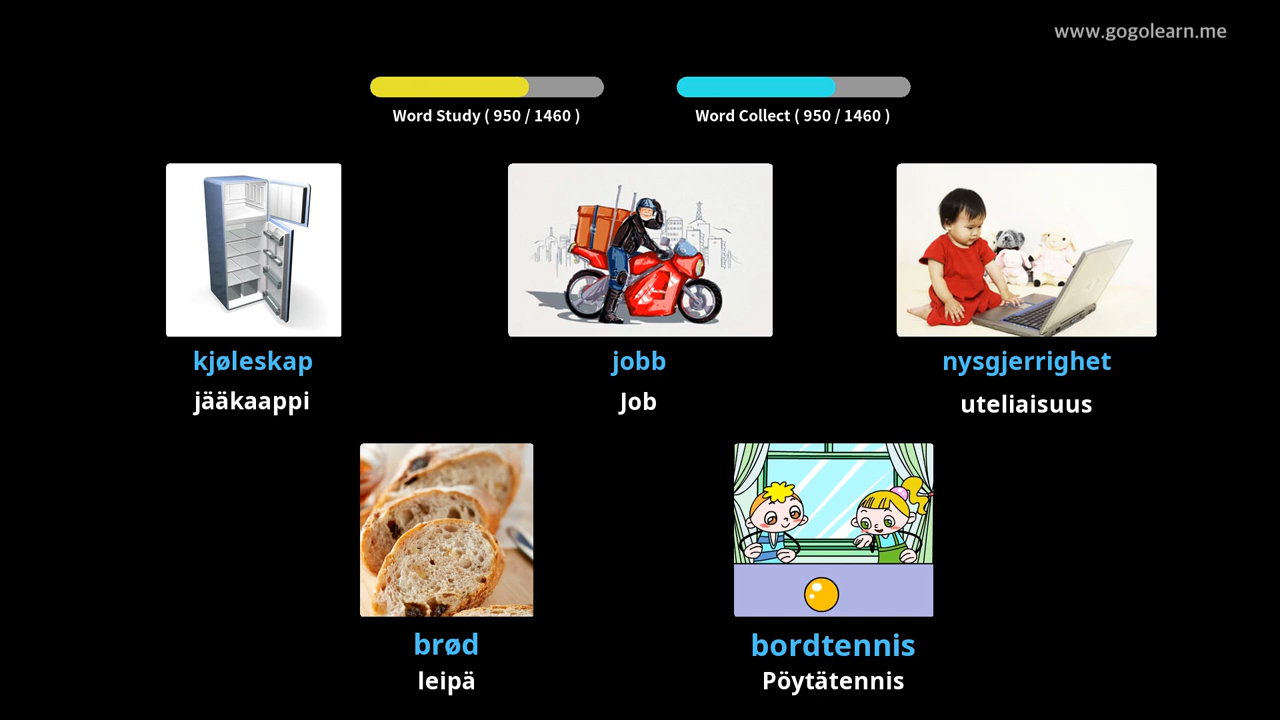 www.gogolearn.me
Word Study ( 950 / 1460 )
Word Collect ( 950 / 1460 )
kjøleskap
jobb
nysgjerrighet
jääkaappi
Job
uteliaisuus
brød
bordtennis
leipä
Pöytätennis